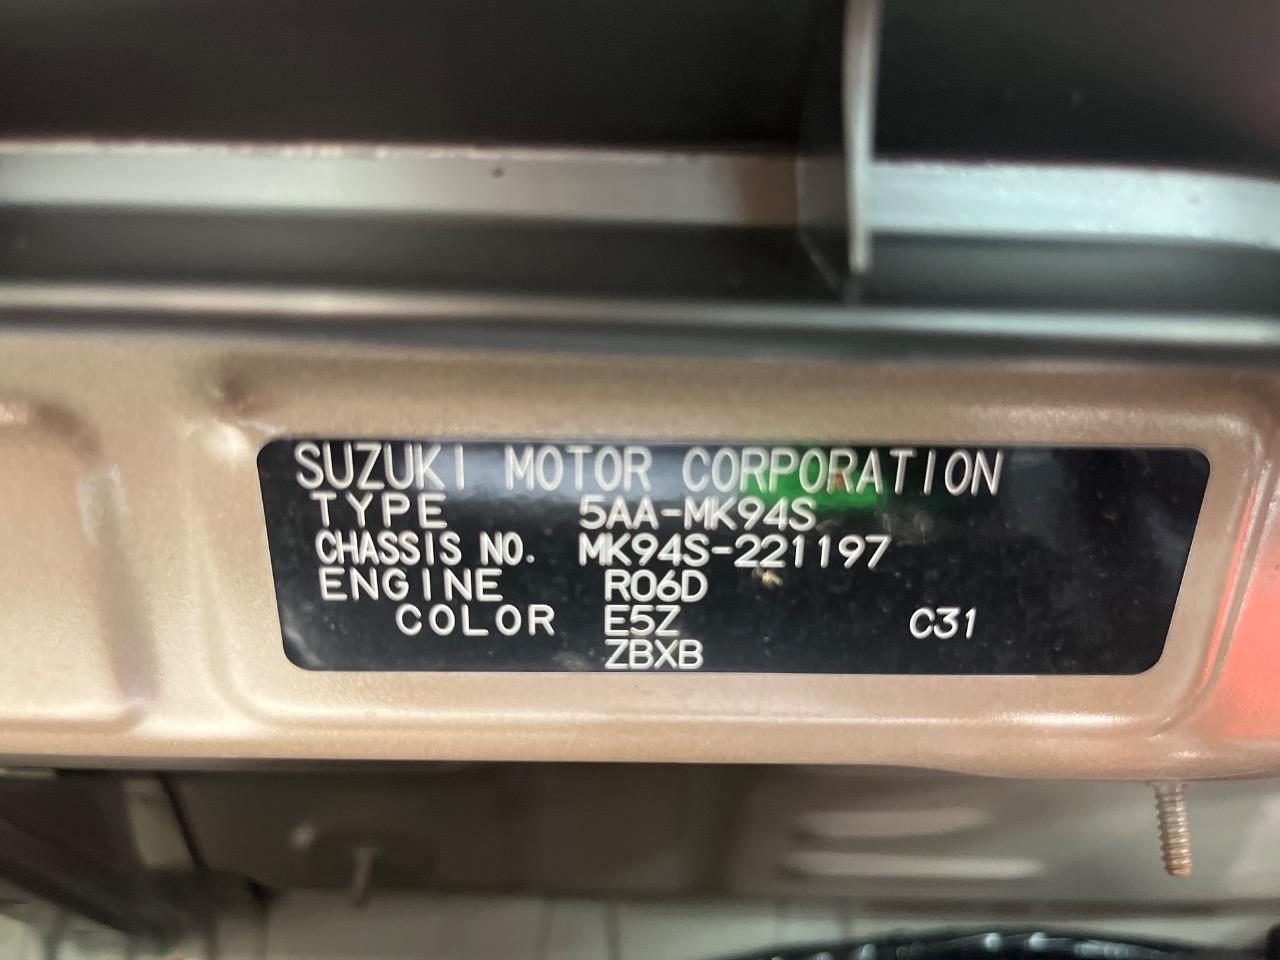 SUZUKI MOTOR CORPORATION
TYPE 5AA-MK94S
CHASSIS NO. MK94S-221197
ENGINE R06D
COLOR E5Z C31
ZBXB